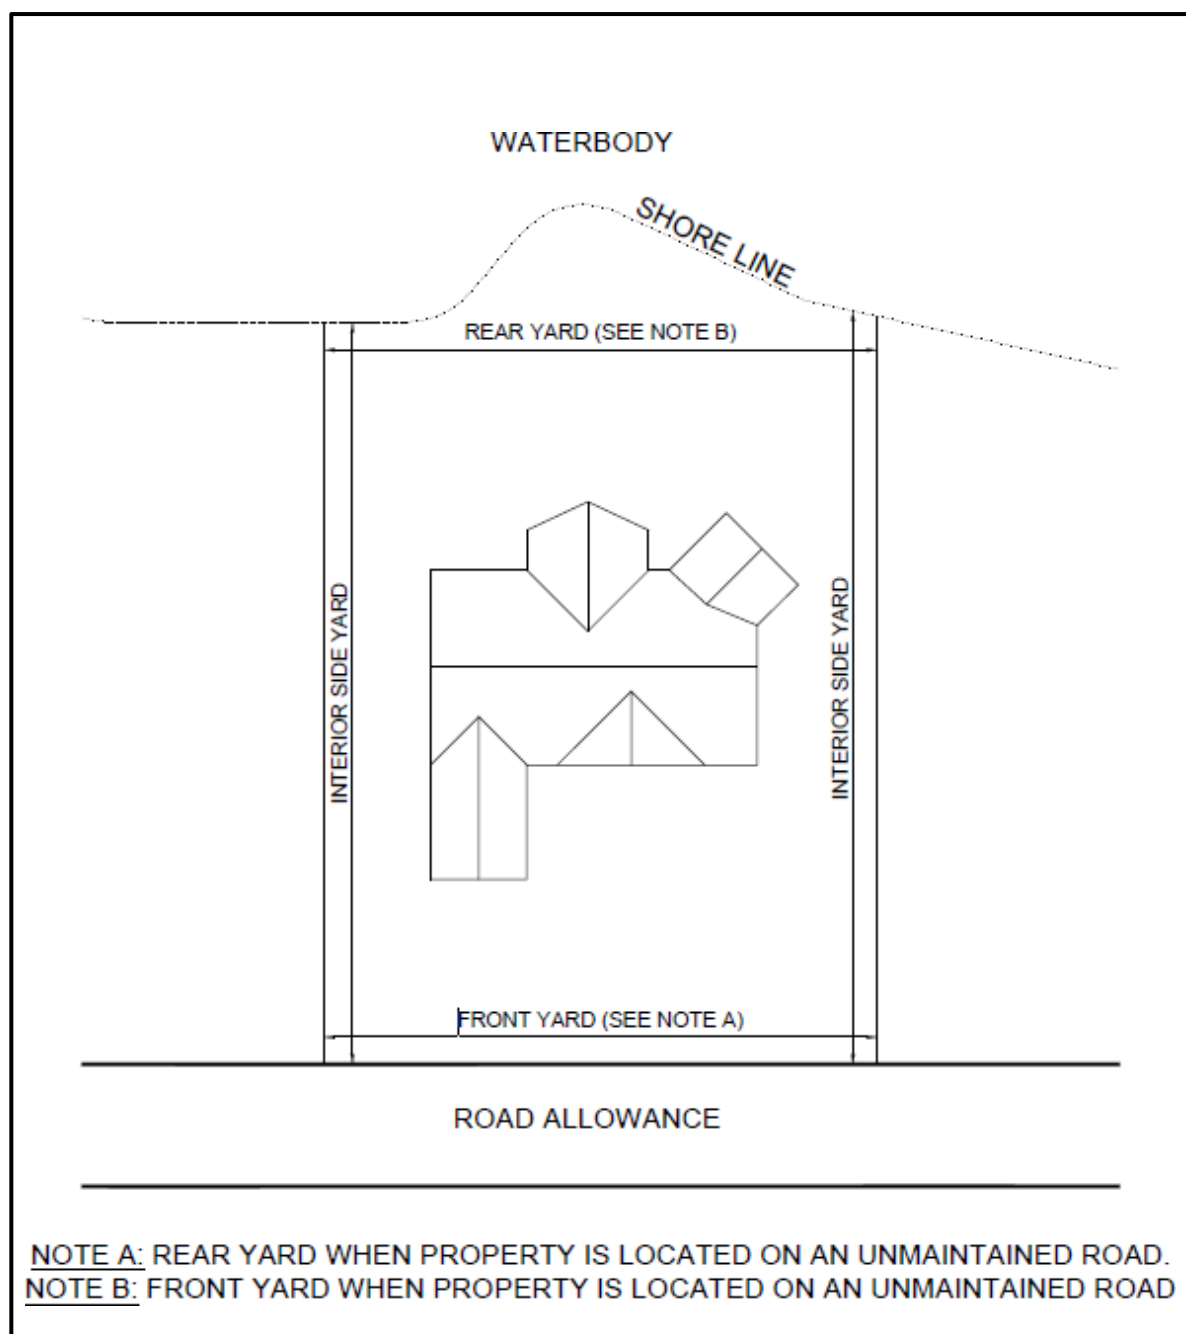 WATERBODY
SHORE LINE
REAR YARD (SEE NOTE B)
INTERIOR SIDE YARD
INTERIOR SIDE YARD
FRONT YARD (SEE NOTE A)
ROAD ALLOWANCE
NOTE A: REAR YARD WHEN PROPERTY IS LOCATED ON AN UNMAINTAINED ROAD.
NOTE B: FRONT YARD WHEN PROPERTY IS LOCATED ON AN UNMAINTAINED ROAD